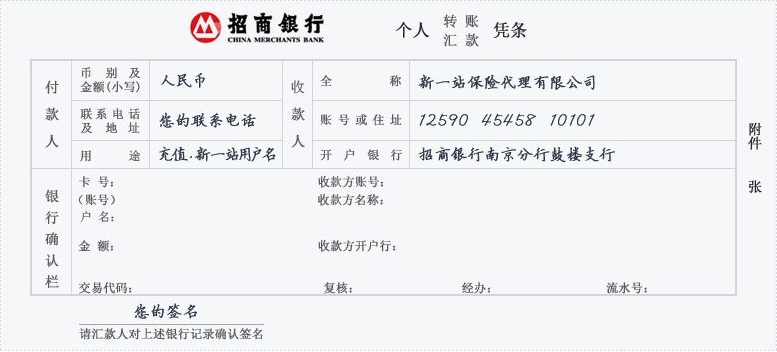 招商银行
CHINA MERCHANTS BANK
个人 转账 汇款 凭条
付款人
币别及金额(小写) 人民币
联系电话及地址 您的联系电话
用途 充值.新一站用户名
收款人
全称 新一站保险代理有限公司
账号或住址 12590 45458 10101
开户银行 招商银行南京分行鼓楼支行
附件 张
银行确认栏
卡号: 收款方账号:
(账号) 收款方名称:
户名:
金额: 收款方开户行:
交易代码: 复核: 经办: 流水号:
您的签名
请汇款人对上述银行记录确认签名